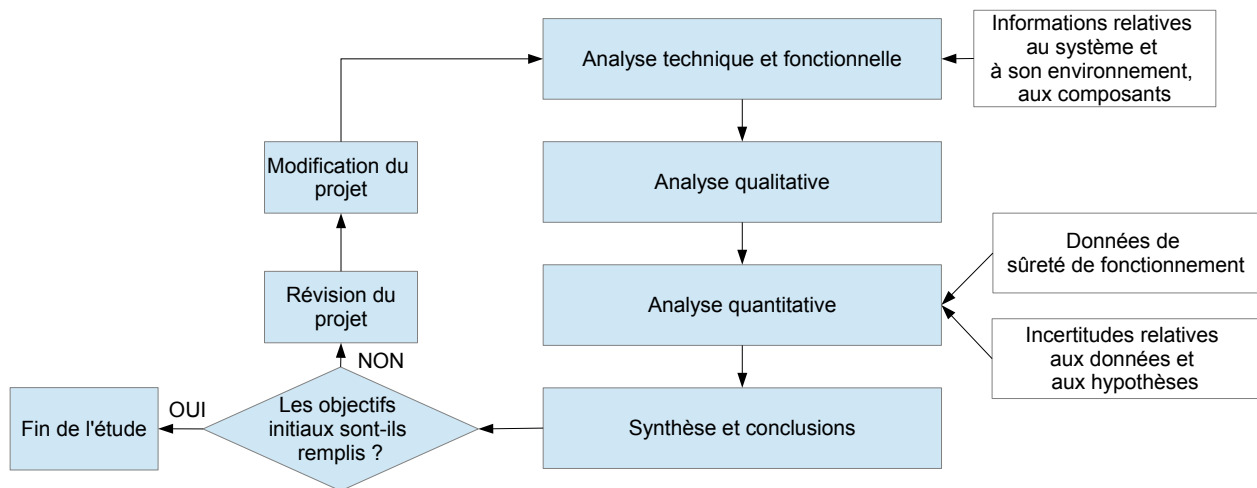 Analyse technique et fonctionnelle
Informations relatives
au système et
à son environnement,
aux composants
Modification du
projet
Analyse qualitative
Données de
sûreté de fonctionnement
Révision du
projet
Analyse quantitative
Incertitudes relatives
aux données et
aux hypothèses
NON
OUI
Les objectifs
initiaux sont-ils
remplis ?
Fin de l'étude
Synthèse et conclusions